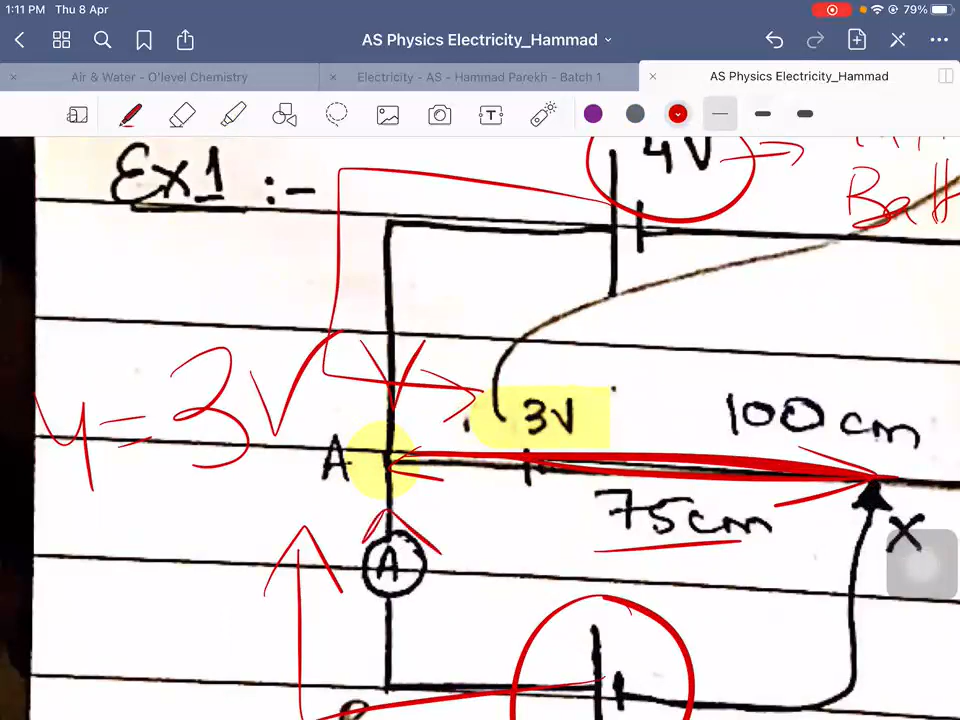 1:11 PM Thu 8 Apr
79%
AS Physics Electricity_Hammad
Air & Water - O'level Chemistry
Electricity - AS - Hammad Parekh - Batch 1
AS Physics Electricity_Hammad
Ex1 :-
4V
Batt
= 3V
3V
100 cm
A
75cm
X
A